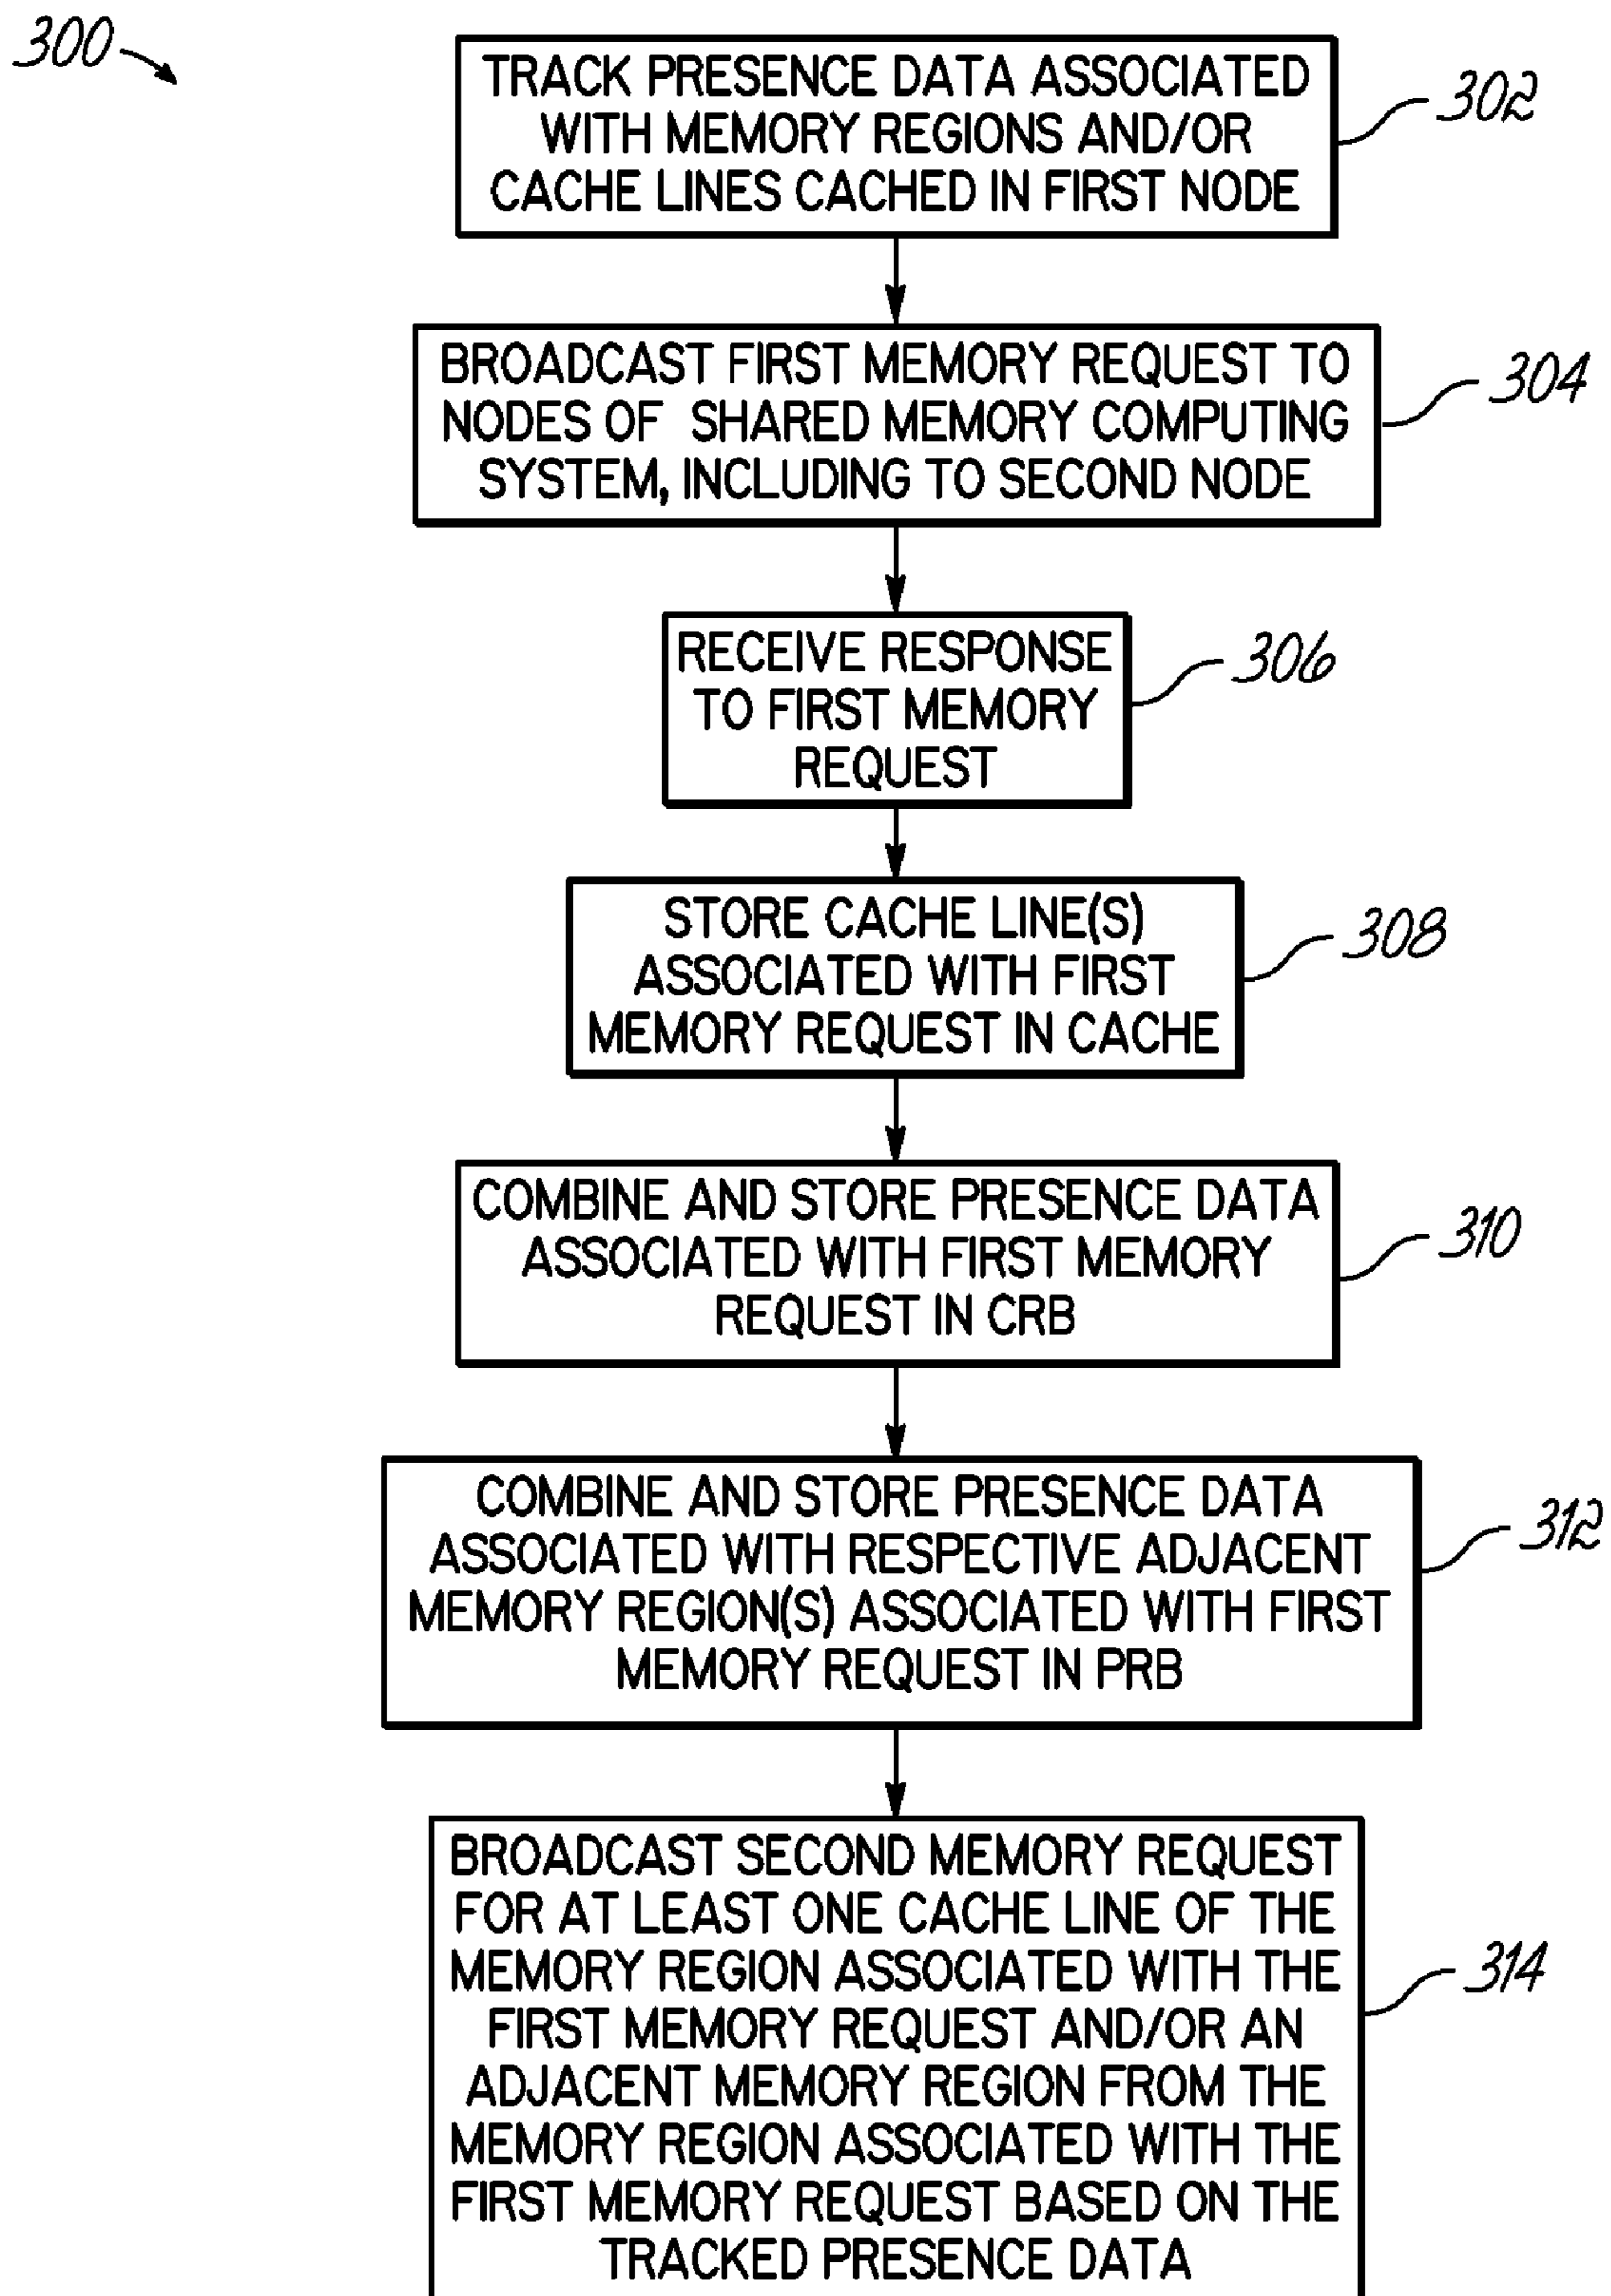 300
TRACK PRESENCE DATA ASSOCIATED
WITH MEMORY REGIONS AND/OR
CACHE LINES CACHED IN FIRST NODE
302
BROADCAST FIRST MEMORY REQUEST TO
NODES OF SHARED MEMORY COMPUTING
SYSTEM, INCLUDING TO SECOND NODE
304
RECEIVE RESPONSE
TO FIRST MEMORY
REQUEST
306
STORE CACHE LINE(S)
ASSOCIATED WITH FIRST
MEMORY REQUEST IN CACHE
308
COMBINE AND STORE PRESENCE DATA
ASSOCIATED WITH FIRST MEMORY
REQUEST IN CRB
310
COMBINE AND STORE PRESENCE DATA
ASSOCIATED WITH RESPECTIVE ADJACENT
MEMORY REGION(S) ASSOCIATED WITH FIRST
MEMORY REQUEST IN PRB
312
BROADCAST SECOND MEMORY REQUEST
FOR AT LEAST ONE CACHE LINE OF THE
MEMORY REGION ASSOCIATED WITH THE
FIRST MEMORY REQUEST AND/OR AN
ADJACENT MEMORY REGION FROM THE
MEMORY REGION ASSOCIATED WITH THE
FIRST MEMORY REQUEST BASED ON THE
TRACKED PRESENCE DATA
314